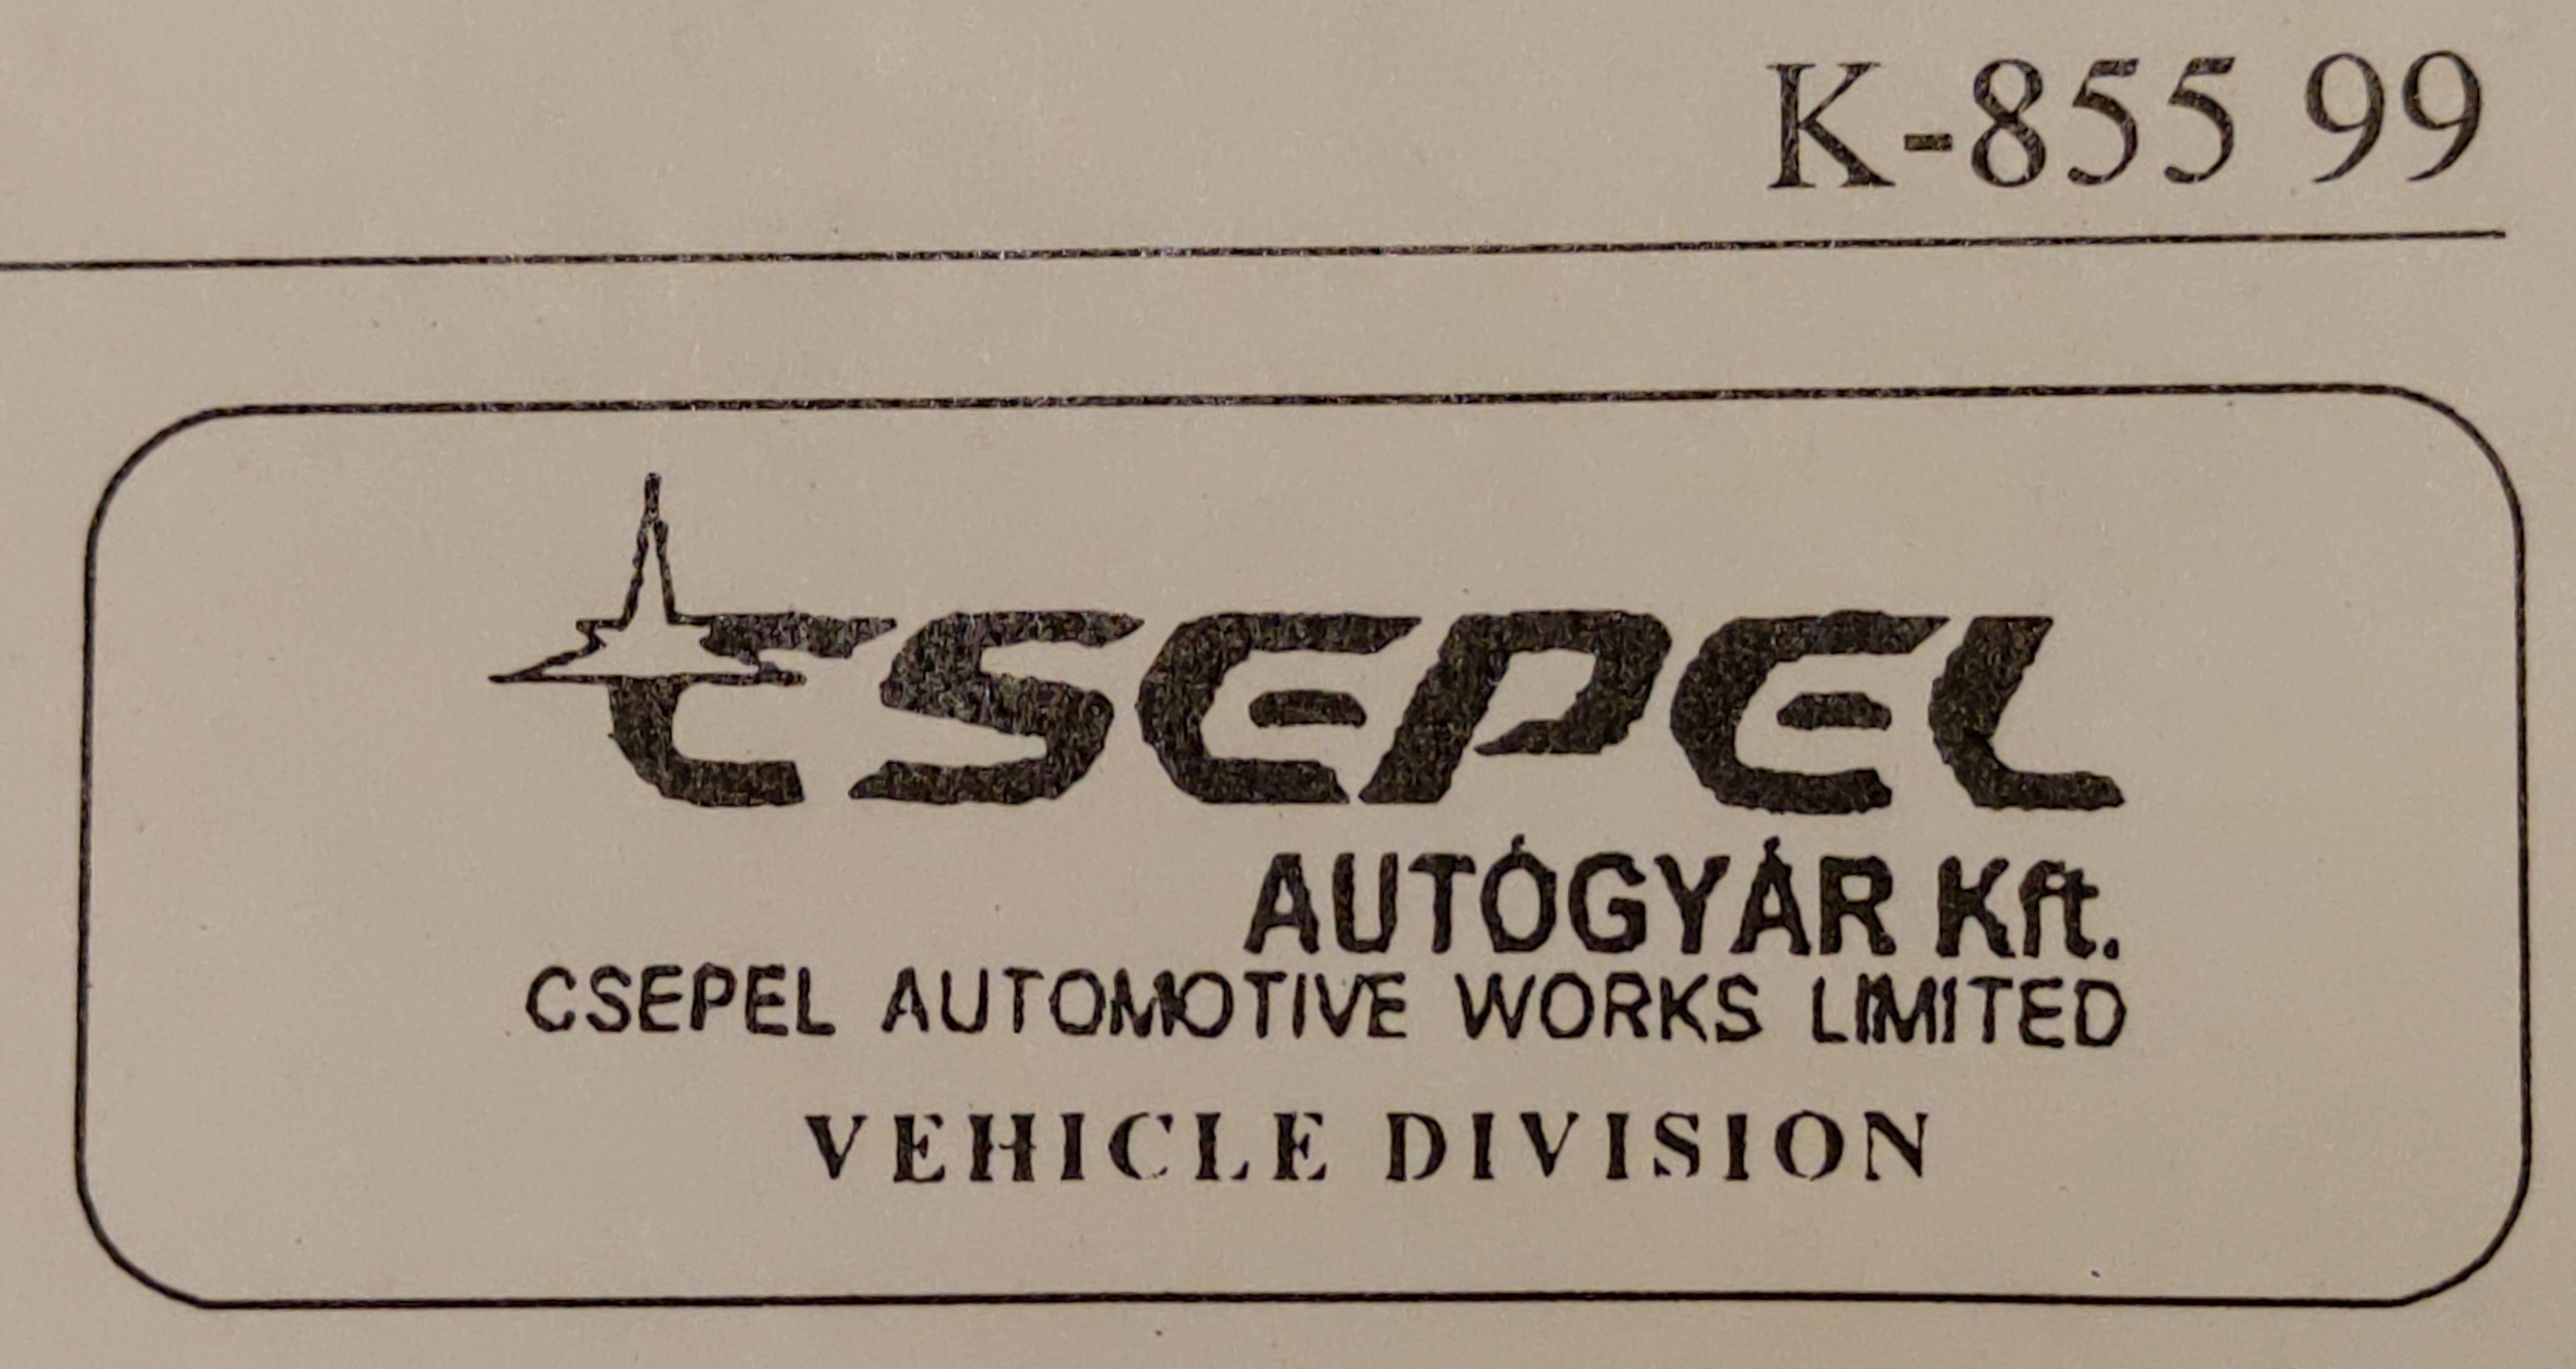 K-855 99
CSEPEL
AUTÓGYÁR Kft.
CSEPEL AUTOMOTIVE WORKS LIMITED
VEHICLE DIVISION